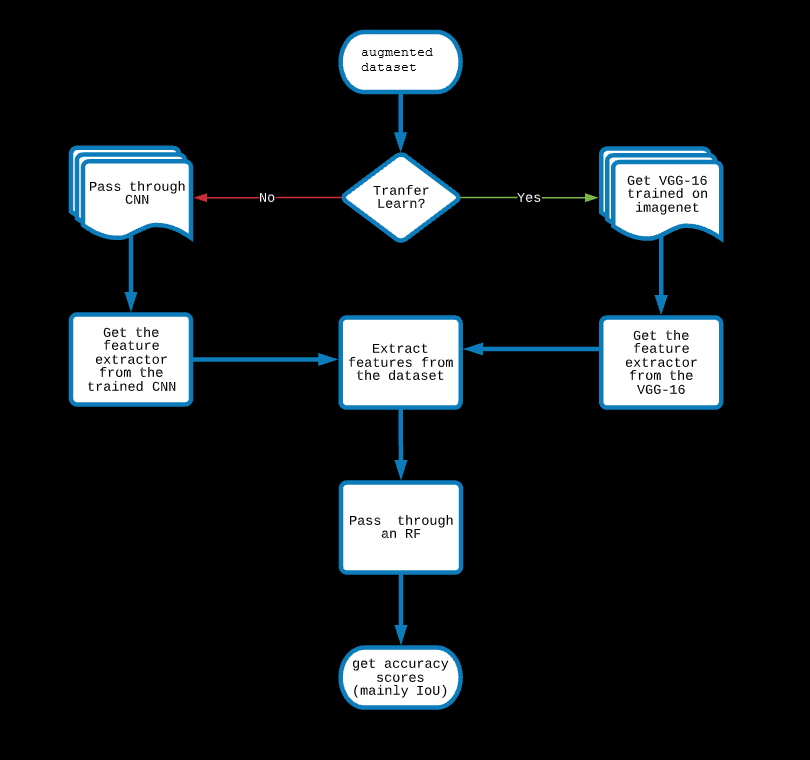 augmented
dataset
Pass through
CNN
No
Tranfer
Learn?
Yes
Get VGG-16
trained on
imagenet
Get the
feature
extractor
from the
trained CNN
Extract
features from
the dataset
Get the
feature
extractor
from the
VGG-16
Pass  through
an RF
get accuracy
scores
(mainly IoU)